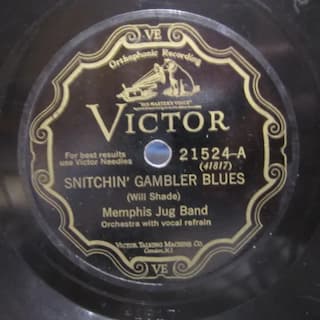 VE
Orthophonic Recording
"HIS MASTER'S VOICE"
VICTOR
For best results
use Victor Needles
21524-A
(41817)
SNITCHIN' GAMBLER BLUES
(Will Shade)
Memphis Jug Band
Orchestra with vocal refrain
VICTOR TALKING MACHINE CO.
Camden, N.J.
VE